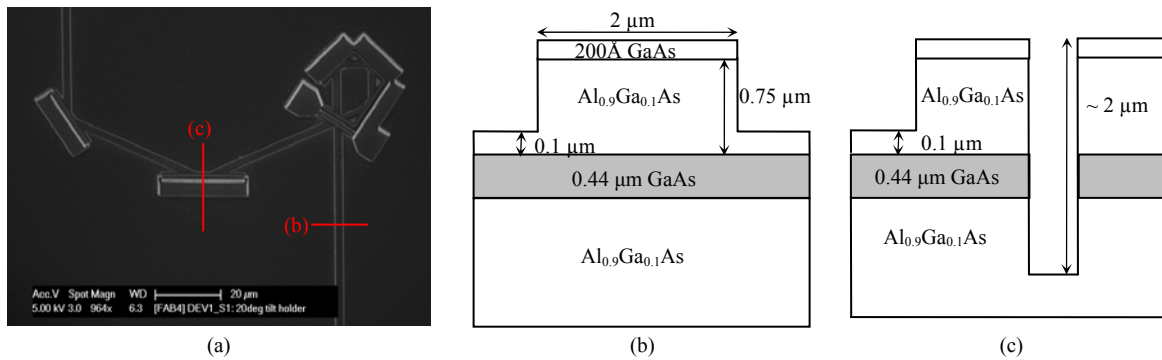 (c)
(b)
Acc.V Spot Magn WD 20 µm
5.00 kV 3.0 964x 6.3 [FAB4] DEV1_S1: 20deg tilt holder
(a)
2 µm
200Å GaAs
Al0.9Ga0.1As
0.75 µm
0.1 µm
0.44 µm GaAs
Al0.9Ga0.1As
(b)
Al0.9Ga0.1As
~ 2 µm
0.1 µm
0.44 µm GaAs
Al0.9Ga0.1As
(c)